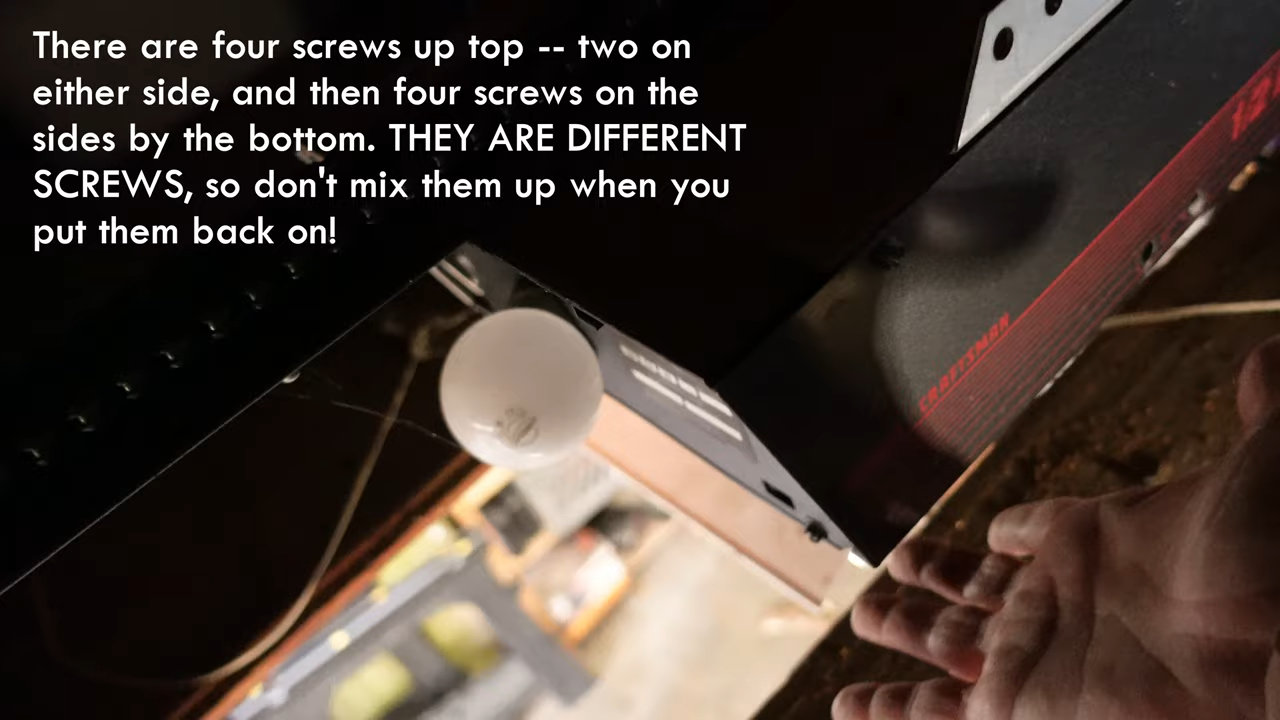 There are four screws up top -- two on
either side, and then four screws on the
sides by the bottom. THEY ARE DIFFERENT
SCREWS, so don't mix them up when you
put them back on!
CRAFTSMAN